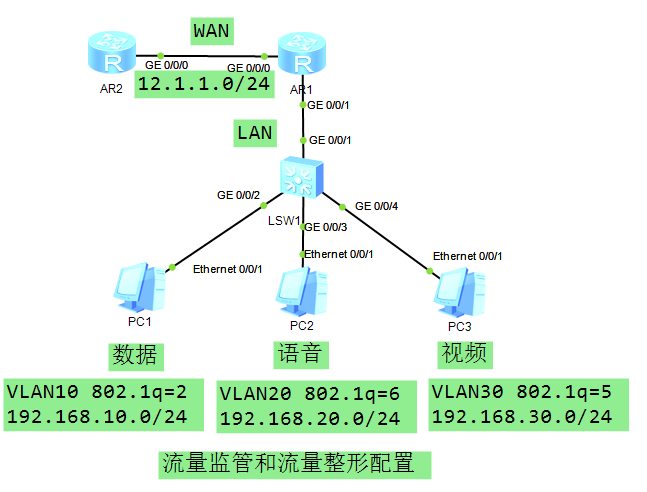 WAN
GE 0/0/0
GE 0/0/0
AR2
12.1.1.0/24
AR1
GE 0/0/1
LAN
GE 0/0/1
GE 0/0/2
GE 0/0/4
LSW1
GE 0/0/3
Ethernet 0/0/1
Ethernet 0/0/1
Ethernet 0/0/1
PC1
PC2
PC3
数据
语音
视频
VLAN10 802.1q=2
192.168.10.0/24
VLAN20 802.1q=6
192.168.20.0/24
VLAN30 802.1q=5
192.168.30.0/24
流量监管和流量整形配置